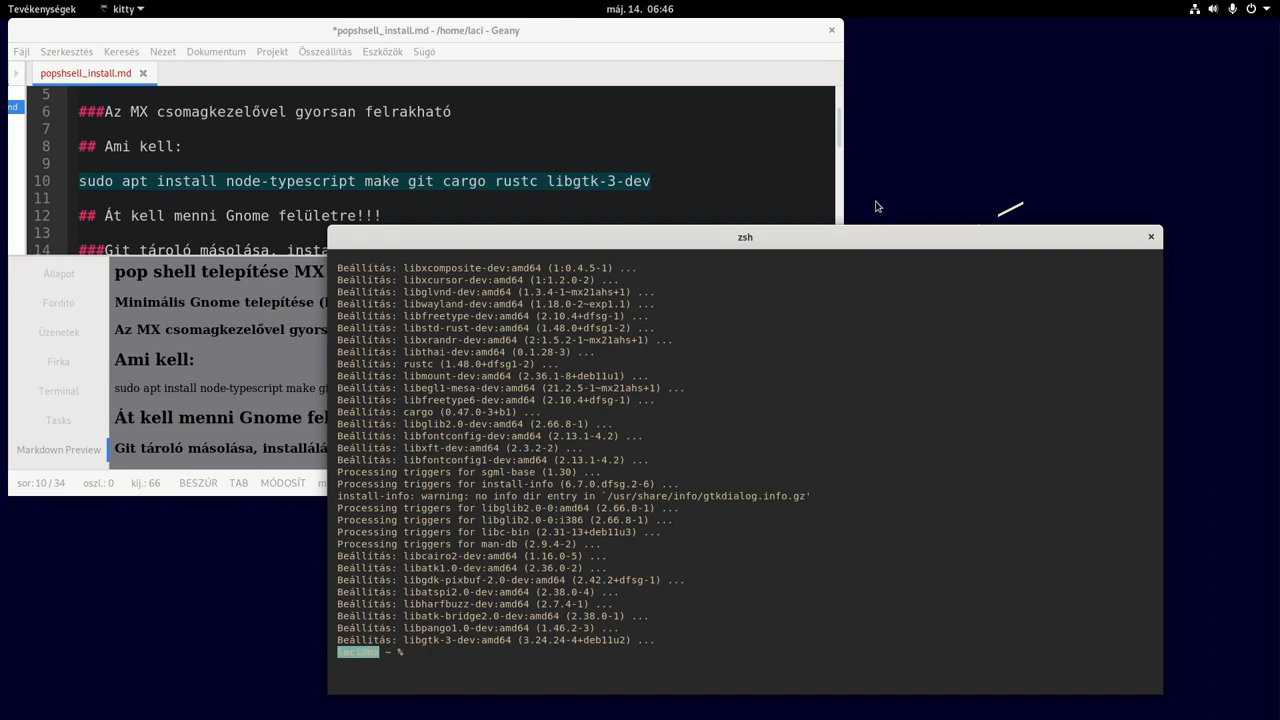 Tevékenységek
kitty
máj. 14. 06:46
*popshsell_install.md - /home/laci - Geany
Fájl Szerkesztés Keresés Nézet Dokumentum Projekt Összeállítás Eszközök Súgó
popshsell_install.md
nd
5
6 ###Az MX csomagkezelővel gyorsan felrakható
7
8 ## Ami kell:
9
10 sudo apt install node-typescript make git cargo rustc libgtk-3-dev
11
12 ## Át kell menni Gnome felületre!!!
13
14 ###Git tároló másolása, insta
Állapot
Fordító
Üzenetek
Firka
Terminál
Tasks
Markdown Preview
pop shell telepítése MX
Minimális Gnome telepítése (
Az MX csomagkezelővel gyors
Ami kell:
sudo apt install node-typescript make gi
Át kell menni Gnome fel
Git tároló másolása, installálá
sor: 10 / 34 oszl.: 0 kij.: 66 BESZÚR TAB MÓDOSÍT
zsh
Beállítás: libxcomposite-dev:amd64 (1:0.4.5-1) ...
Beállítás: libxcursor-dev:amd64 (1:1.2.0-2) ...
Beállítás: libglvnd-dev:amd64 (1.3.4-1~mx21ahs+1) ...
Beállítás: libwayland-dev:amd64 (1.18.0-2~exp1.1) ...
Beállítás: libfreetype-dev:amd64 (2.10.4+dfsg-1) ...
Beállítás: libstd-rust-dev:amd64 (1.48.0+dfsg1-2) ...
Beállítás: libxrandr-dev:amd64 (2:1.5.2-1~mx21ahs+1) ...
Beállítás: libthai-dev:amd64 (0.1.28-3) ...
Beállítás: rustc (1.48.0+dfsg1-2) ...
Beállítás: libmount-dev:amd64 (2.36.1-8+deb11u1) ...
Beállítás: libegl1-mesa-dev:amd64 (21.2.5-1~mx21ahs+1) ...
Beállítás: libfreetype6-dev:amd64 (2.10.4+dfsg-1) ...
Beállítás: cargo (0.47.0-3+b1) ...
Beállítás: libglib2.0-dev:amd64 (2.66.8-1) ...
Beállítás: libfontconfig-dev:amd64 (2.13.1-4.2) ...
Beállítás: libxft-dev:amd64 (2.3.2-2) ...
Beállítás: libfontconfig1-dev:amd64 (2.13.1-4.2) ...
Processing triggers for sgml-base (1.30) ...
Processing triggers for install-info (6.7.0.dfsg.2-6) ...
install-info: warning: no info dir entry in `/usr/share/info/gtkdialog.info.gz'
Processing triggers for libglib2.0-0:amd64 (2.66.8-1) ...
Processing triggers for libglib2.0-0:i386 (2.66.8-1) ...
Processing triggers for libc-bin (2.31-13+deb11u3) ...
Processing triggers for man-db (2.9.4-2) ...
Beállítás: libcairo2-dev:amd64 (1.16.0-5) ...
Beállítás: libatk1.0-dev:amd64 (2.36.0-2) ...
Beállítás: libgdk-pixbuf-2.0-dev:amd64 (2.42.2+dfsg-1) ...
Beállítás: libatspi2.0-dev:amd64 (2.38.0-4) ...
Beállítás: libharfbuzz-dev:amd64 (2.7.4-1) ...
Beállítás: libatk-bridge2.0-dev:amd64 (2.38.0-1) ...
Beállítás: libpango1.0-dev:amd64 (1.46.2-3) ...
Beállítás: libgtk-3-dev:amd64 (3.24.24-4+deb11u2) ...
laci@mx ~ %